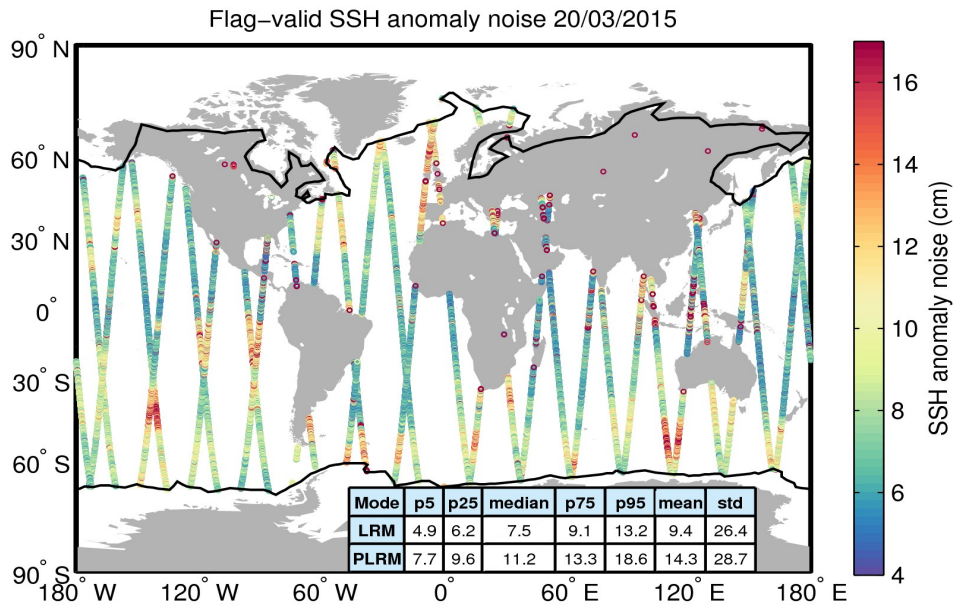 Flag−valid SSH anomaly noise 20/03/2015
90° N
60° N
30° N
0°
30° S
60° S
90° S
180° W
120° W
60° W
0°
60° E
120° E
180° E
16
14
12
10
8
6
4
SSH anomaly noise (cm)
Mode p5 p25 median p75 p95 mean std
LRM 4.9 6.2 7.5 9.1 13.2 9.4 26.4
PLRM 7.7 9.6 11.2 13.3 18.6 14.3 28.7